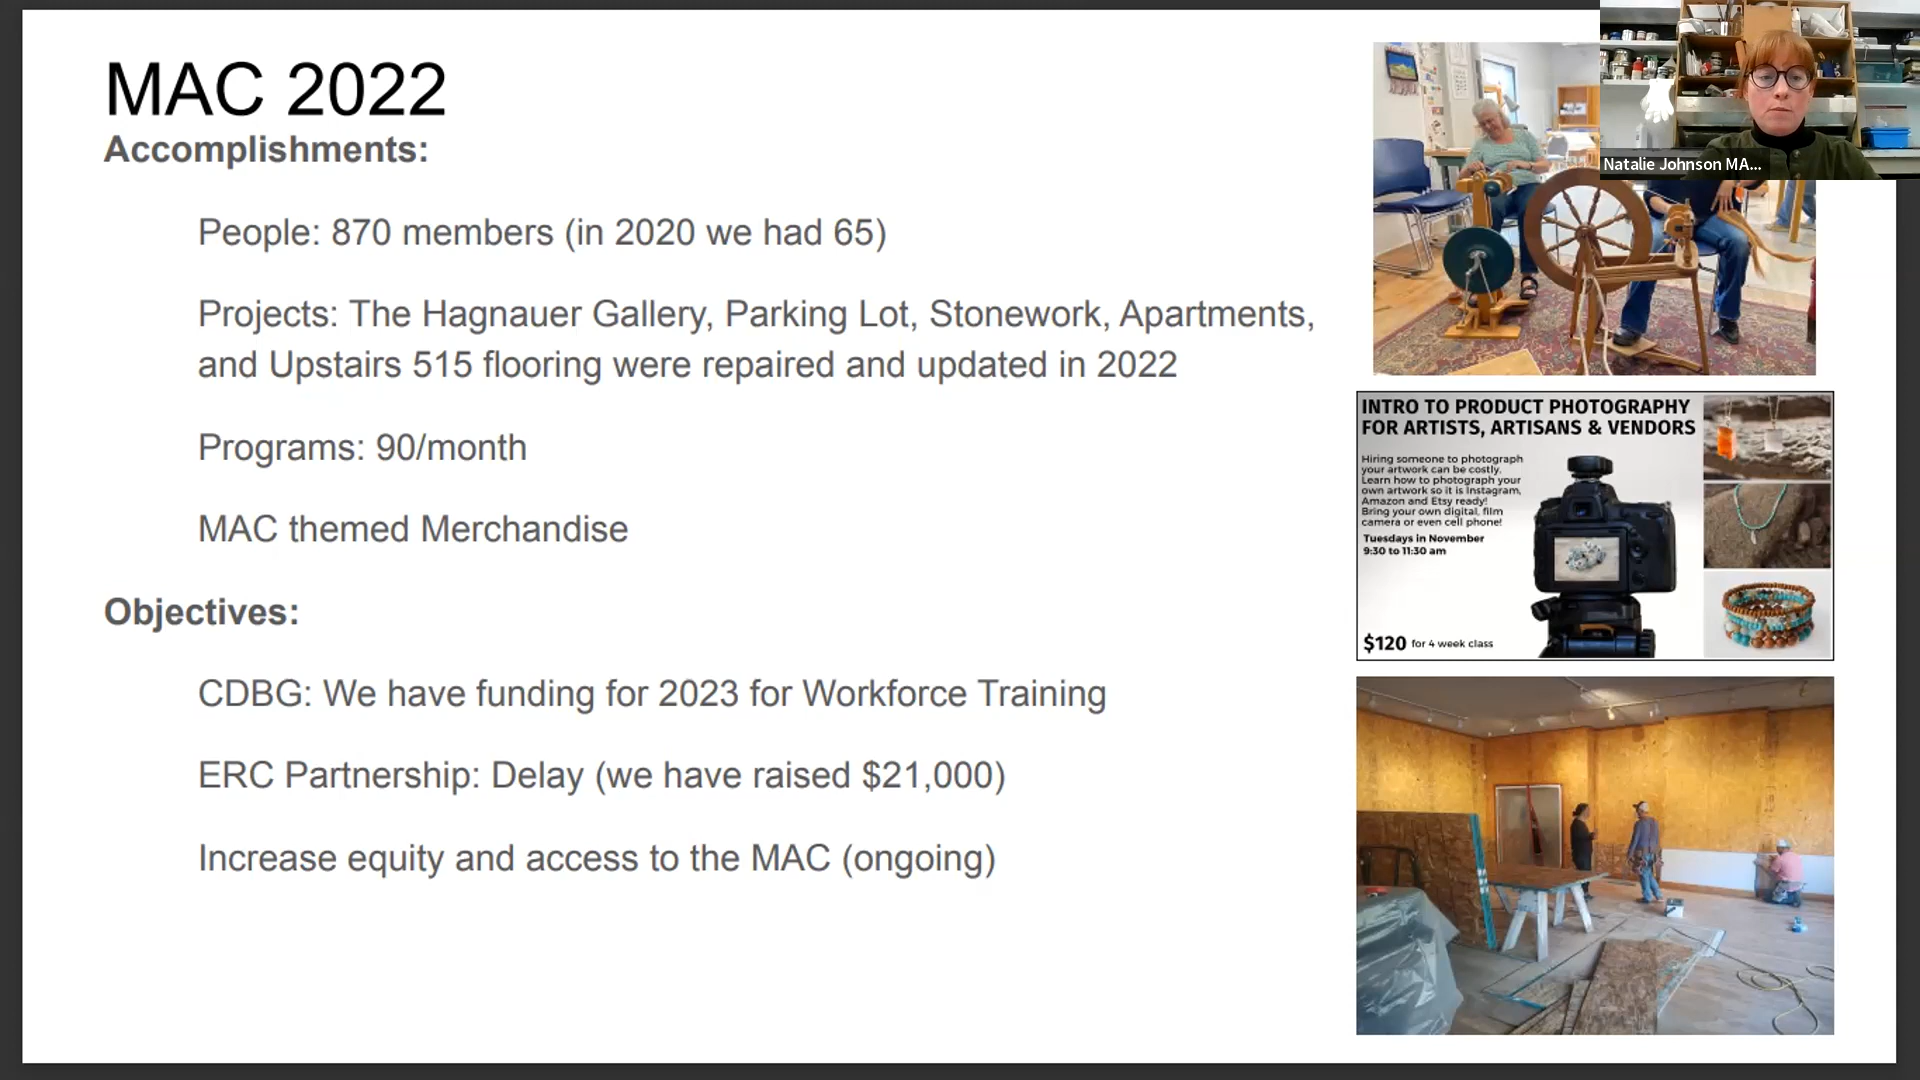 MAC 2022
Accomplishments:
People: 870 members (in 2020 we had 65)
Projects: The Hagnauer Gallery, Parking Lot, Stonework, Apartments,
and Upstairs 515 flooring were repaired and updated in 2022
Programs: 90/month
MAC themed Merchandise
Objectives:
CDBG: We have funding for 2023 for Workforce Training
ERC Partnership: Delay (we have raised $21,000)
Increase equity and access to the MAC (ongoing)
Natalie Johnson MA...
INTRO TO PRODUCT PHOTOGRAPHY
FOR ARTISTS, ARTISANS & VENDORS
Hiring someone to photograph
your artwork can be costly.
Learn how to photograph your
own artwork so it is Instagram,
Amazon and Etsy ready!
Bring your own digital, film
camera or even cell phone!
Tuesdays in November
9:30 to 11:30 am
$120 for 4 week class